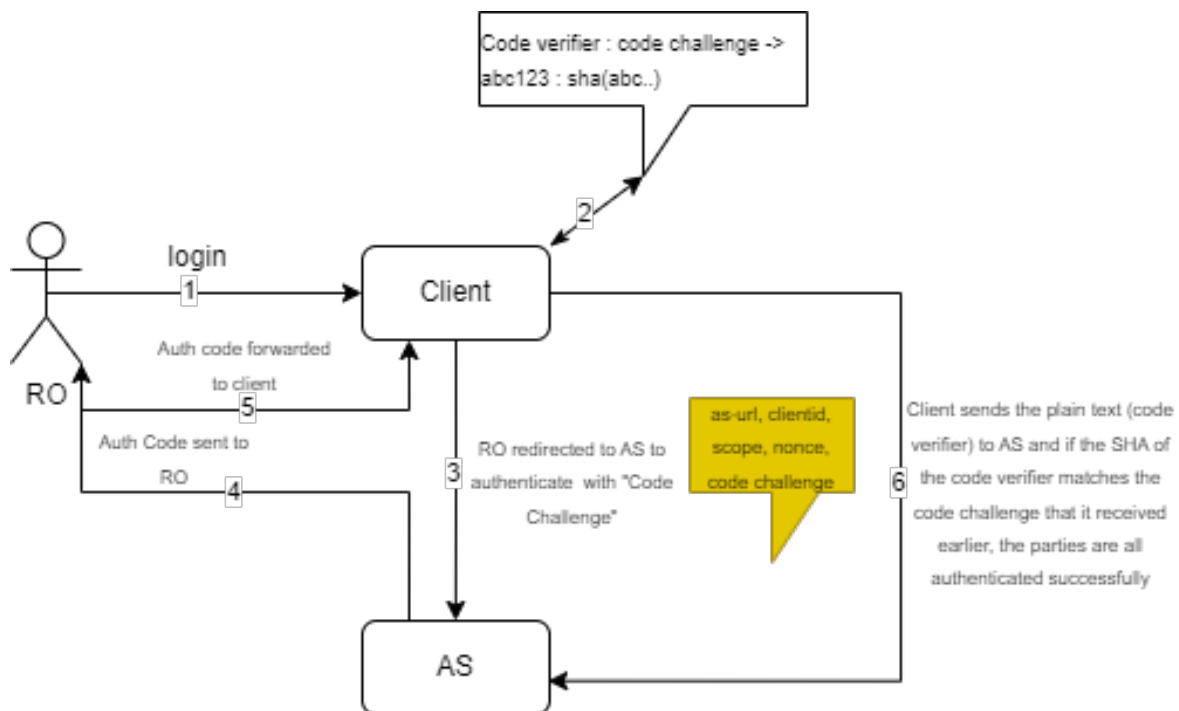 Code verifier : code challenge ->
abc123 : sha(abc..)
2
login
1
Client
Auth code forwarded
to client
5
RO
Auth Code sent to
RO
4
3
RO redirected to AS to
authenticate with "Code
Challenge"
as-url, clientid,
scope, nonce,
code challenge
6
Client sends the plain text (code
verifier) to AS and if the SHA of
the code verifier matches the
code challenge that it received
earlier, the parties are all
authenticated successfully
AS